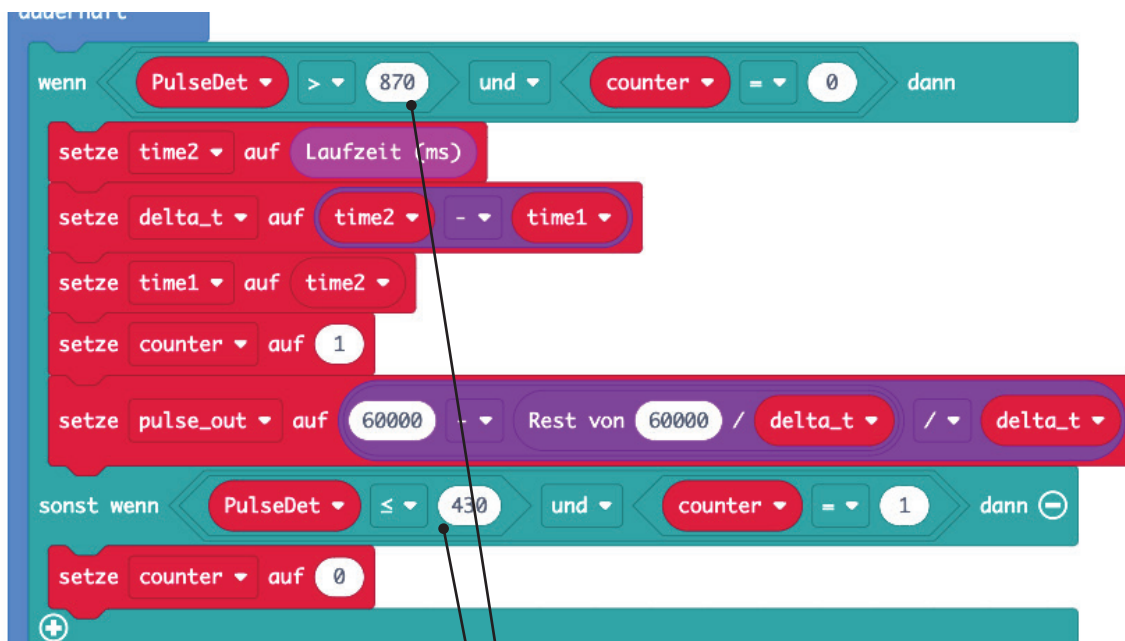 dauerhaft
wenn PulseDet > 870 und counter = 0 dann
setze time2 auf Laufzeit (ms)
setze delta_t auf time2 - time1
setze time1 auf time2
setze counter auf 1
setze pulse_out auf 60000 - Rest von 60000 / delta_t / delta_t
sonst wenn PulseDet ≤ 430 und counter = 1 dann
setze counter auf 0